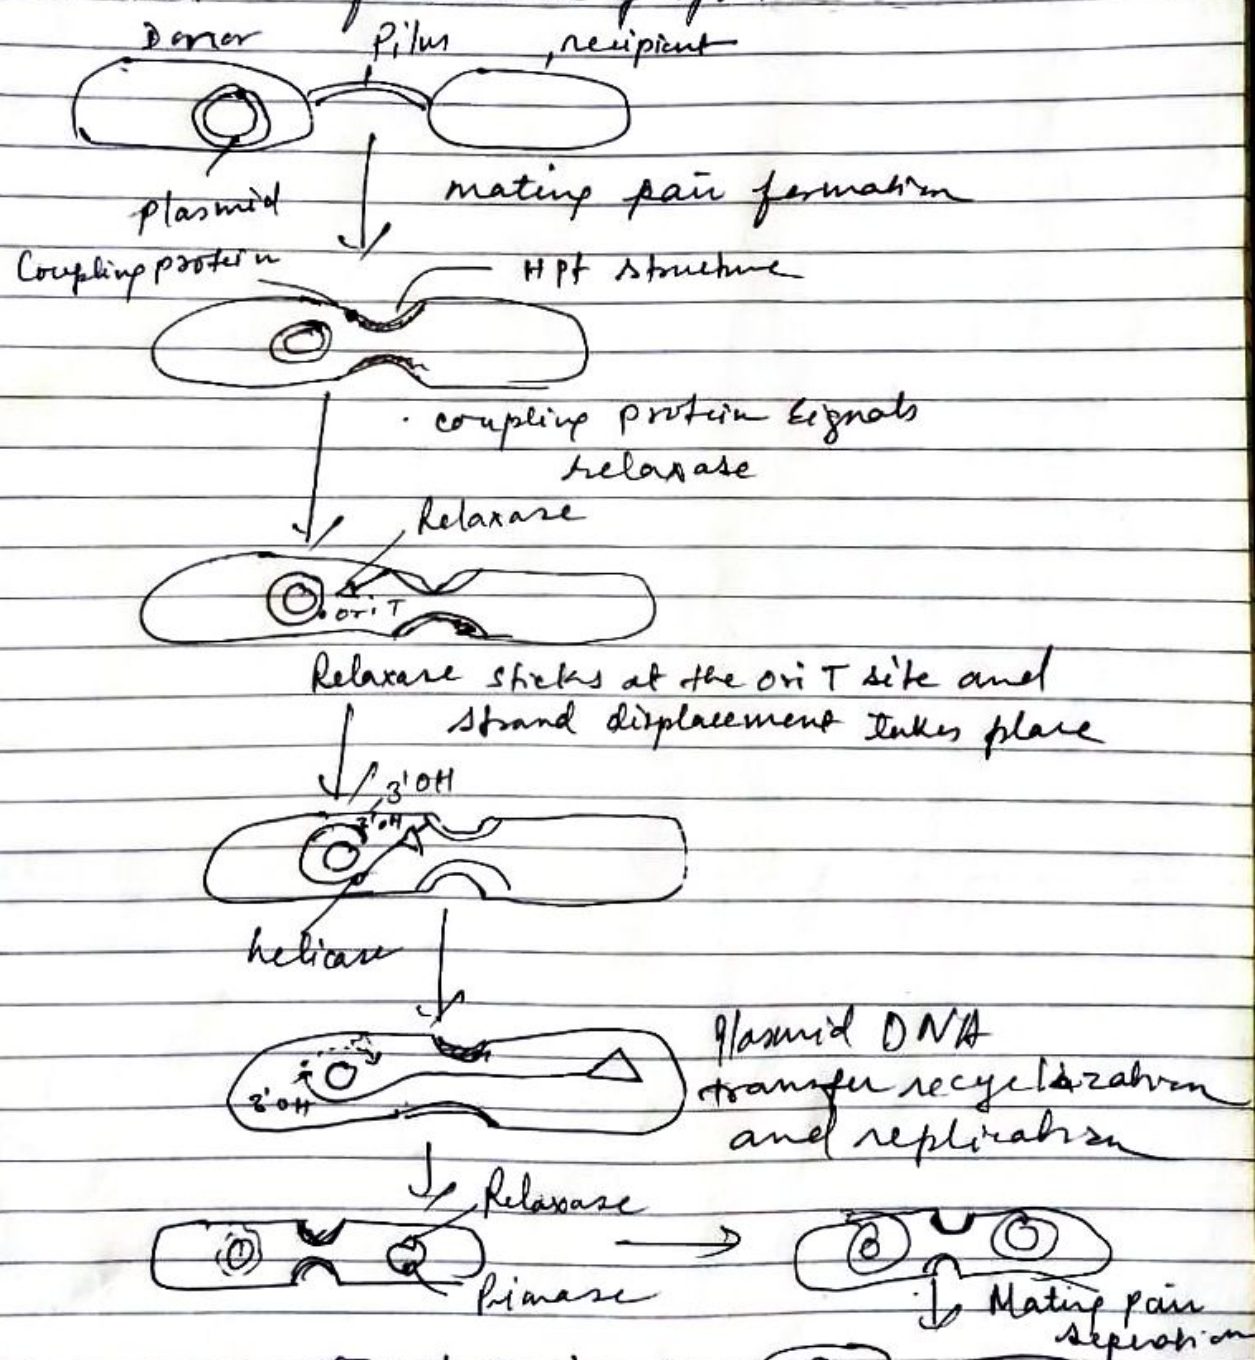 Donor Pilus recipient
plasmid
mating pair formation
Coupling protein
Hpf structure
coupling protein signals
relaxase
Relaxase
oriT
Relaxase sticks at the ori T site and
strand displacement takes place
3'OH
3'OH
helicase
Plasmid DNA
transfer recyclization
and replication
3'OH
Relaxase
Primase
Mating pair
seperation